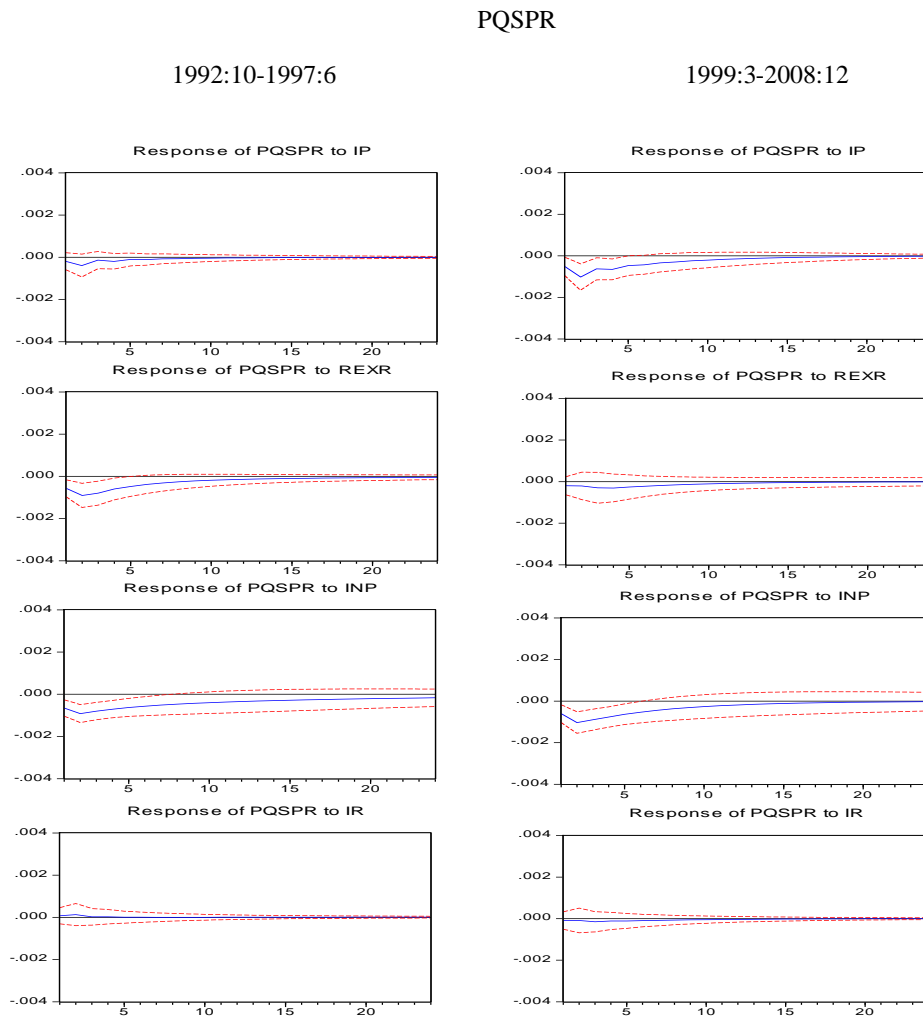 PQSPR
1992:10-1997:6 1999:3-2008:12
Response of PQSPR to IP
.004
.002
.000
-.002
-.004
5 10 15 20
Response of PQSPR to IP
.004
.002
.000
-.002
-.004
5 10 15 20
Response of PQSPR to REXR
.004
.002
.000
-.002
-.004
5 10 15 20
Response of PQSPR to REXR
.004
.002
.000
-.002
-.004
5 10 15 20
Response of PQSPR to INP
.004
.002
.000
-.002
-.004
5 10 15 20
Response of PQSPR to INP
.004
.002
.000
-.002
-.004
5 10 15 20
Response of PQSPR to IR
.004
.002
.000
-.002
-.004
5 10 15 20
Response of PQSPR to IR
.004
.002
.000
-.002
-.004
5 10 15 20